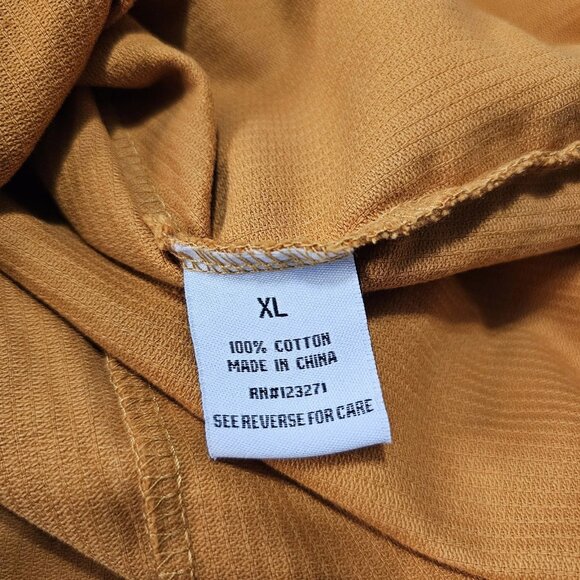 XL
100% COTTON
MADE IN CHINA
RN#123271
SEE REVERSE FOR CARE